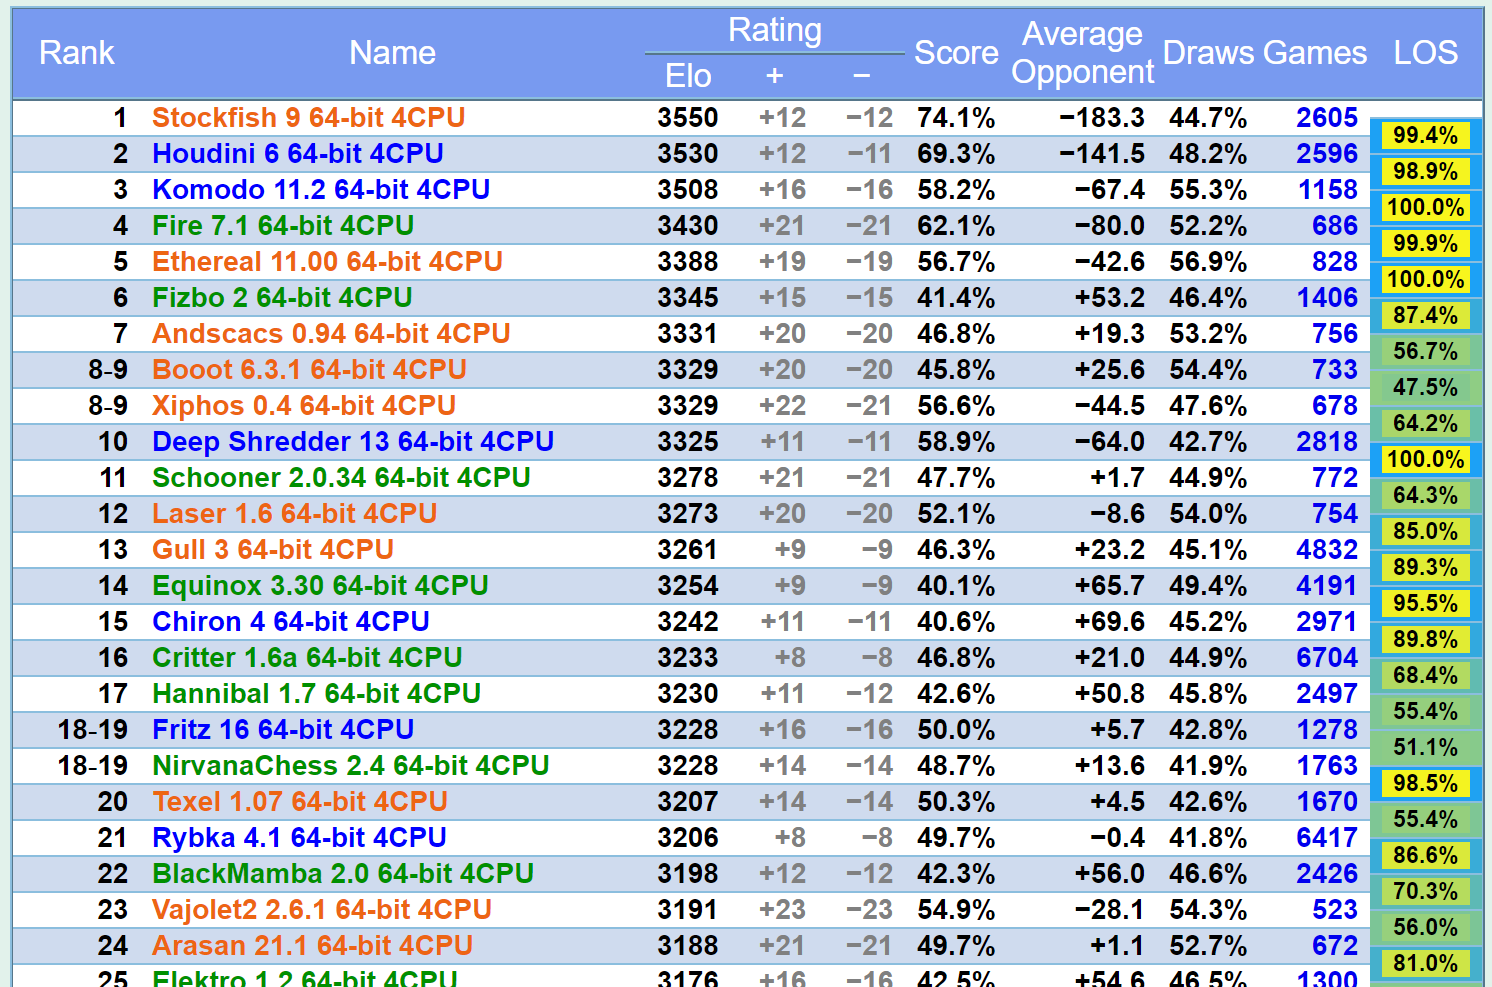 Rank Name Rating Elo + − Score Average Opponent Draws Games LOS
1 Stockfish 9 64-bit 4CPU 3550 +12 −12 74.1% −183.3 44.7% 2605
99.4%
2 Houdini 6 64-bit 4CPU 3530 +12 −11 69.3% −141.5 48.2% 2596
98.9%
3 Komodo 11.2 64-bit 4CPU 3508 +16 −16 58.2% −67.4 55.3% 1158
100.0%
4 Fire 7.1 64-bit 4CPU 3430 +21 −21 62.1% −80.0 52.2% 686
99.9%
5 Ethereal 11.00 64-bit 4CPU 3388 +19 −19 56.7% −42.6 56.9% 828
100.0%
6 Fizbo 2 64-bit 4CPU 3345 +15 −15 41.4% +53.2 46.4% 1406
87.4%
7 Andscacs 0.94 64-bit 4CPU 3331 +20 −20 46.8% +19.3 53.2% 756
56.7%
8-9 Booot 6.3.1 64-bit 4CPU 3329 +20 −20 45.8% +25.6 54.4% 733
47.5%
8-9 Xiphos 0.4 64-bit 4CPU 3329 +22 −21 56.6% −44.5 47.6% 678
64.2%
10 Deep Shredder 13 64-bit 4CPU 3325 +11 −11 58.9% −64.0 42.7% 2818
100.0%
11 Schooner 2.0.34 64-bit 4CPU 3278 +21 −21 47.7% +1.7 44.9% 772
64.3%
12 Laser 1.6 64-bit 4CPU 3273 +20 −20 52.1% −8.6 54.0% 754
85.0%
13 Gull 3 64-bit 4CPU 3261 +9 −9 46.3% +23.2 45.1% 4832
89.3%
14 Equinox 3.30 64-bit 4CPU 3254 +9 −9 40.1% +65.7 49.4% 4191
95.5%
15 Chiron 4 64-bit 4CPU 3242 +11 −11 40.6% +69.6 45.2% 2971
89.8%
16 Critter 1.6a 64-bit 4CPU 3233 +8 −8 46.8% +21.0 44.9% 6704
68.4%
17 Hannibal 1.7 64-bit 4CPU 3230 +11 −12 42.6% +50.8 45.8% 2497
55.4%
18-19 Fritz 16 64-bit 4CPU 3228 +16 −16 50.0% +5.7 42.8% 1278
51.1%
18-19 NirvanaChess 2.4 64-bit 4CPU 3228 +14 −14 48.7% +13.6 41.9% 1763
98.5%
20 Texel 1.07 64-bit 4CPU 3207 +14 −14 50.3% +4.5 42.6% 1670
55.4%
21 Rybka 4.1 64-bit 4CPU 3206 +8 −8 49.7% −0.4 41.8% 6417
86.6%
22 BlackMamba 2.0 64-bit 4CPU 3198 +12 −12 42.3% +56.0 46.6% 2426
70.3%
23 Vajolet2 2.6.1 64-bit 4CPU 3191 +23 −23 54.9% −28.1 54.3% 523
56.0%
24 Arasan 21.1 64-bit 4CPU 3188 +21 −21 49.7% +1.1 52.7% 672
81.0%
25 Elektro 1.2 64-bit 4CPU 3176 +16 −16 42.5% +54.6 46.5% 1300